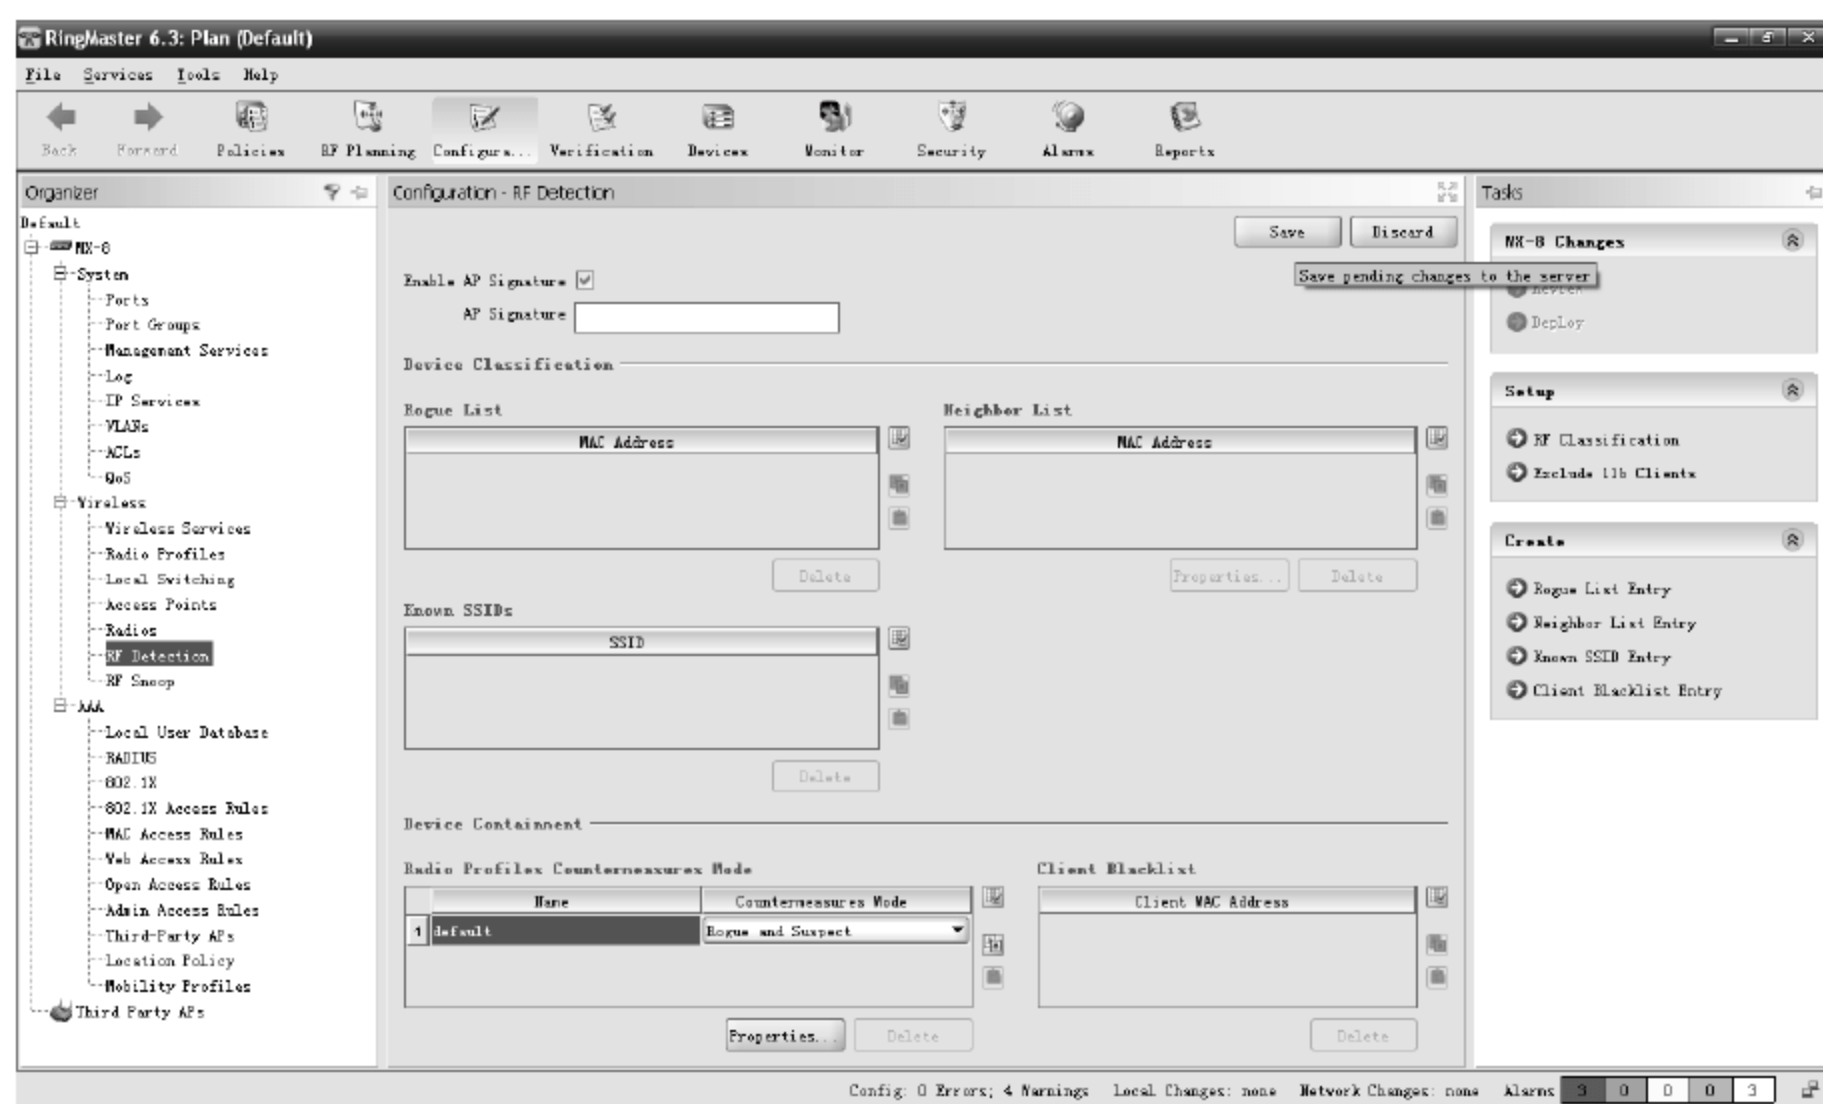 RingMaster 6.3: Plan (Default)
File Services Tools Help
Back Forward Policies RF Planning Configura... Verification Devices Monitor Security Alarms Reports
Organizer
Default
MX-8
System
Ports
Port Groups
Management Services
Log
IP Services
VLANs
ACLs
QoS
Wireless
Wireless Services
Radio Profiles
Local Switching
Access Points
Radios
RF Detection
RF Snoop
AAA
Local User Database
RADIUS
802.1X
802.1X Access Rules
MAC Access Rules
Web Access Rules
Open Access Rules
Admin Access Rules
Third-Party APs
Location Policy
Mobility Profiles
Third Party APs
Configuration - RF Detection
Save Discard
Save pending changes to the server
Enable AP Signature
AP Signature
Device Classification
Rogue List Neighbor List
MAC Address MAC Address
Delete Properties... Delete
Known SSIDs
SSID
Delete
Device Containment
Radio Profiles Countermeasures Mode Client Blacklist
Name Countermeasures Mode Client MAC Address
1 default Rogue and Suspect
Properties... Delete Delete
Tasks
MX-8 Changes
Deploy
Setup
RF Classification
Exclude 11b Clients
Create
Rogue List Entry
Neighbor List Entry
Known SSID Entry
Client Blacklist Entry
Config: 0 Errors; 4 Warnings Local Changes: none Network Changes: none Alarms 3 0 0 0 3